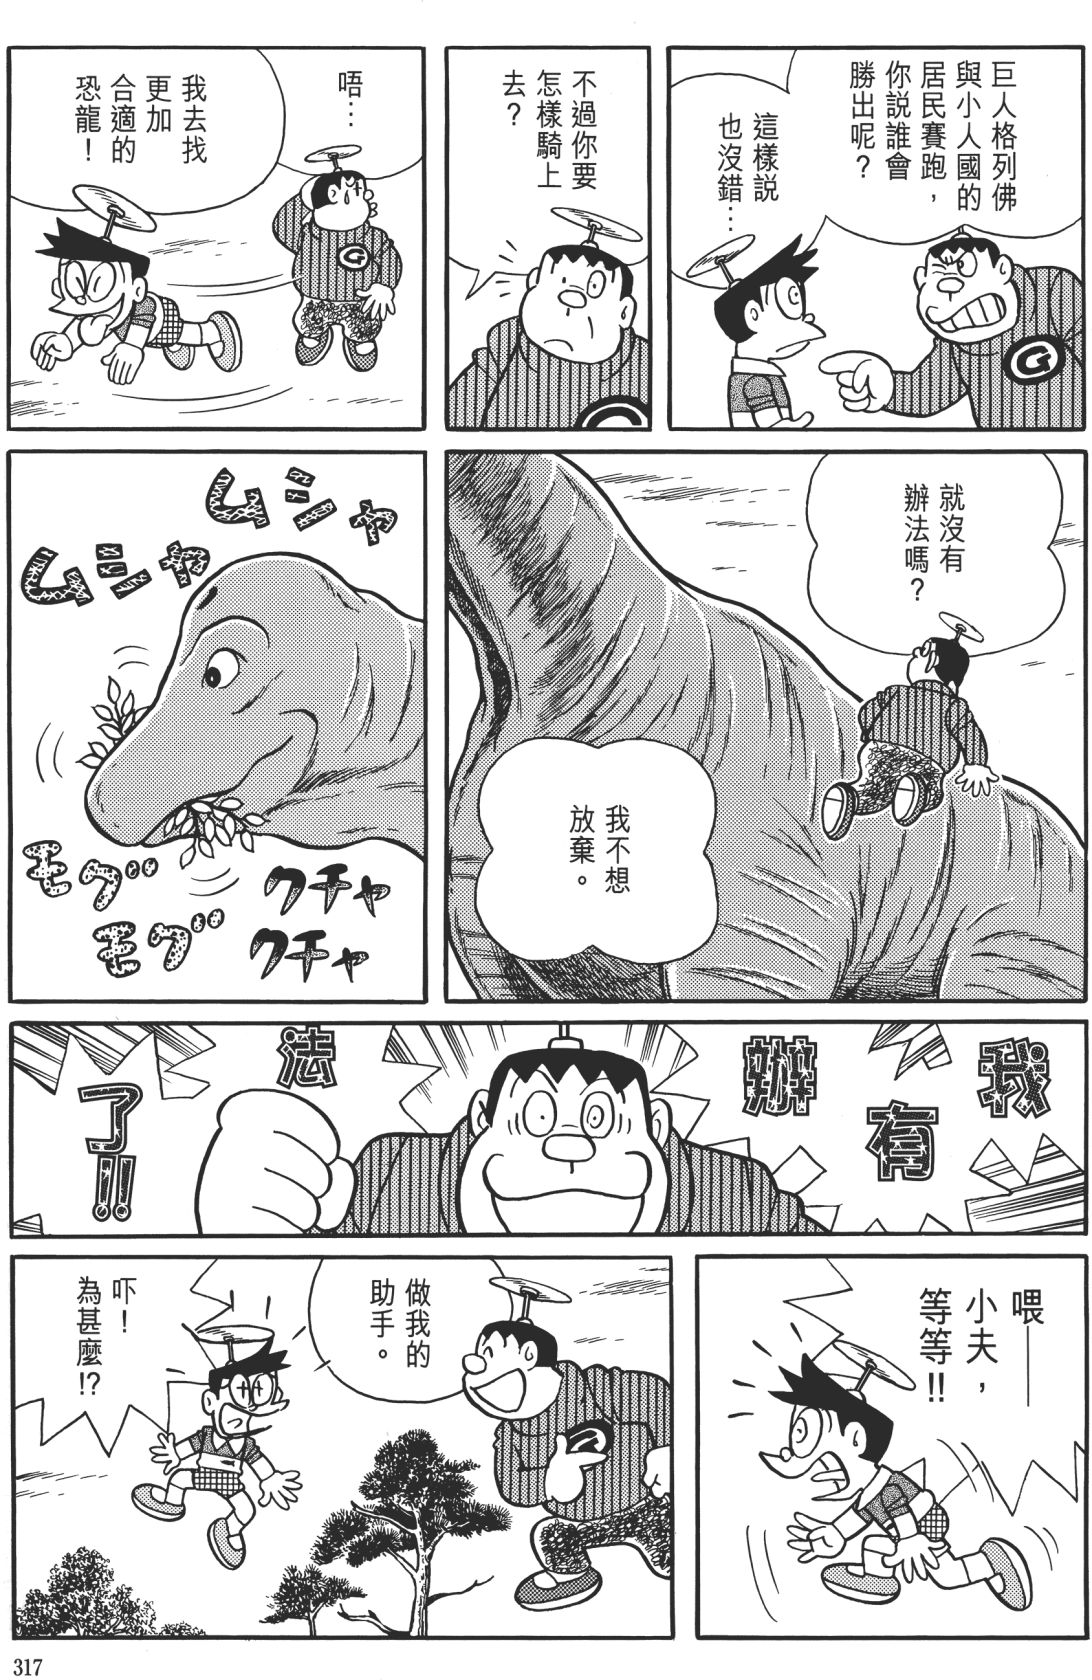 巨人格列佛
與小人國的
居民賽跑，
你説誰會
勝出呢？
這樣説
也沒錯…
G
不過你要
怎樣騎上
去？
G
唔…
G
我去找
更加
合適的
恐龍！
就沒有
辦法嗎？
我不想
放棄。
ムシャ
ムシャ
モグ
モグ
クチャ
クチャ
我
有
辦
法
了!!
喂——
小夫，
等等!!
做我的
助手。
G
吓！
為甚麼!?
317